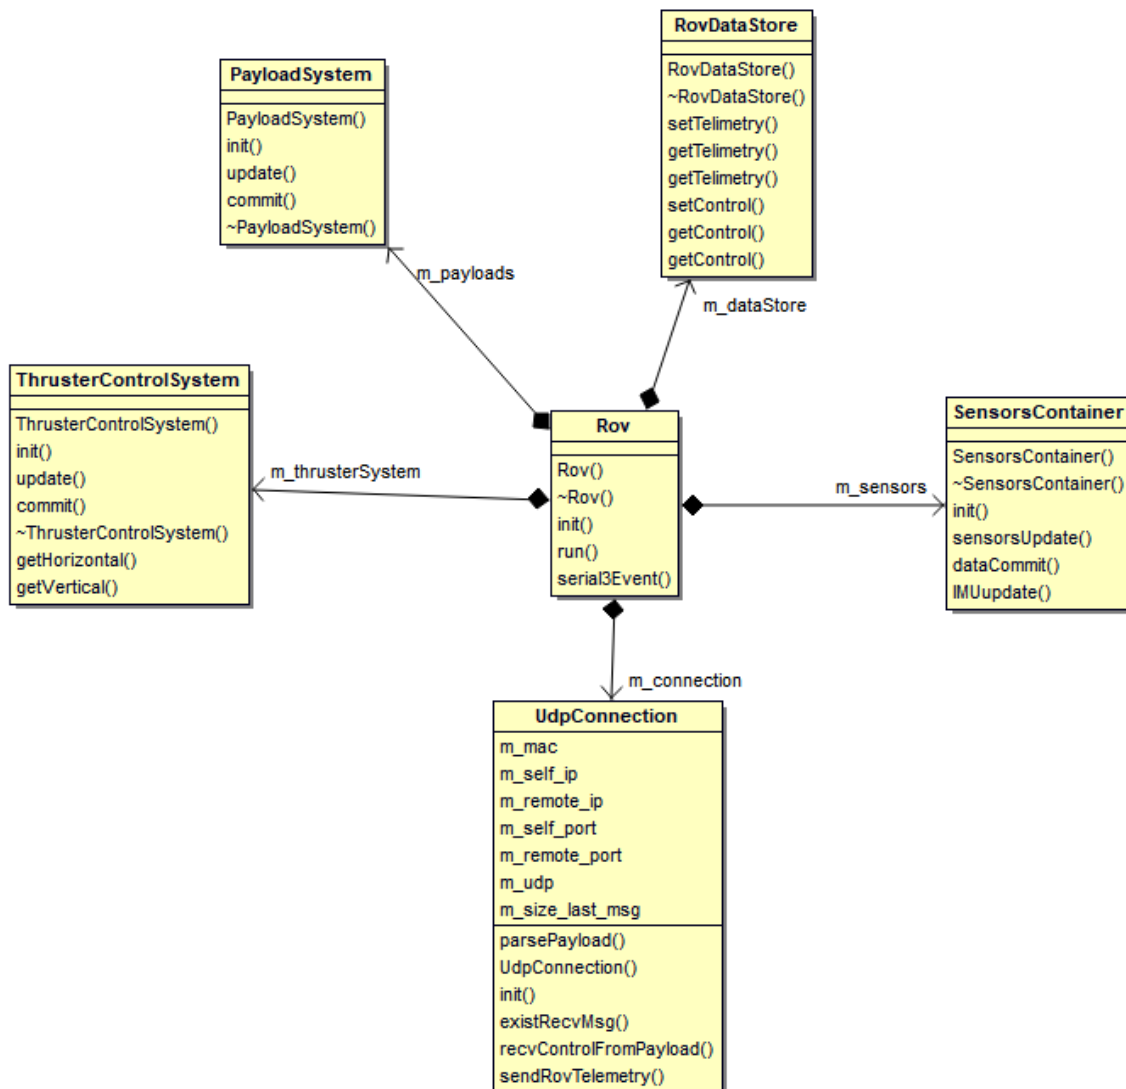 RovDataStore
RovDataStore()
~RovDataStore()
setTelimetry()
getTelimetry()
getTelimetry()
setControl()
getControl()
getControl()
PayloadSystem
PayloadSystem()
init()
update()
commit()
~PayloadSystem()
m_payloads
m_dataStore
ThrusterControlSystem
ThrusterControlSystem()
init()
update()
commit()
~ThrusterControlSystem()
getHorizontal()
getVertical()
m_thrusterSystem
Rov
Rov()
~Rov()
init()
run()
serial3Event()
m_sensors
SensorsContainer
SensorsContainer()
~SensorsContainer()
init()
sensorsUpdate()
dataCommit()
IMUupdate()
m_connection
UdpConnection
m_mac
m_self_ip
m_remote_ip
m_self_port
m_remote_port
m_udp
m_size_last_msg
parsePayload()
UdpConnection()
init()
existRecvMsg()
recvControlFromPayload()
sendRovTelemetry()